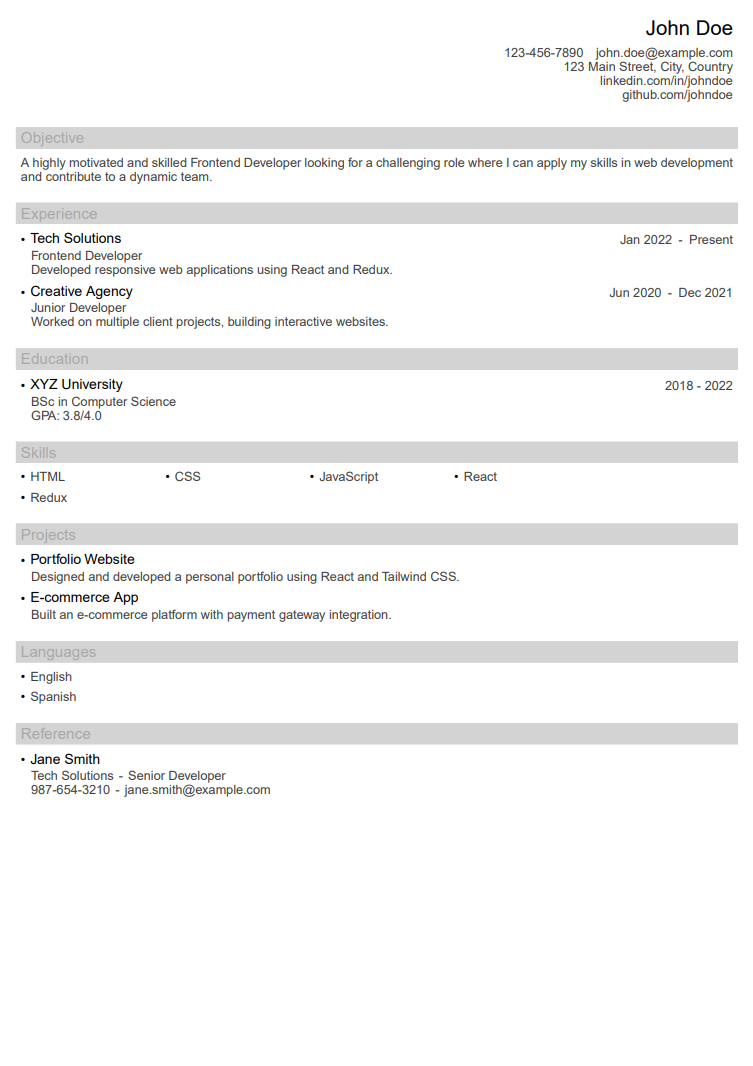 John Doe
123-456-7890 john.doe@example.com
123 Main Street, City, Country
linkedin.com/in/johndoe
github.com/johndoe
Objective
A highly motivated and skilled Frontend Developer looking for a challenging role where I can apply my skills in web development
and contribute to a dynamic team.
Experience
• Tech Solutions Jan 2022 - Present
Frontend Developer
Developed responsive web applications using React and Redux.
• Creative Agency Jun 2020 - Dec 2021
Junior Developer
Worked on multiple client projects, building interactive websites.
Education
• XYZ University 2018 - 2022
BSc in Computer Science
GPA: 3.8/4.0
Skills
• HTML • CSS • JavaScript • React
• Redux
Projects
• Portfolio Website
Designed and developed a personal portfolio using React and Tailwind CSS.
• E-commerce App
Built an e-commerce platform with payment gateway integration.
Languages
• English
• Spanish
Reference
• Jane Smith
Tech Solutions - Senior Developer
987-654-3210 - jane.smith@example.com